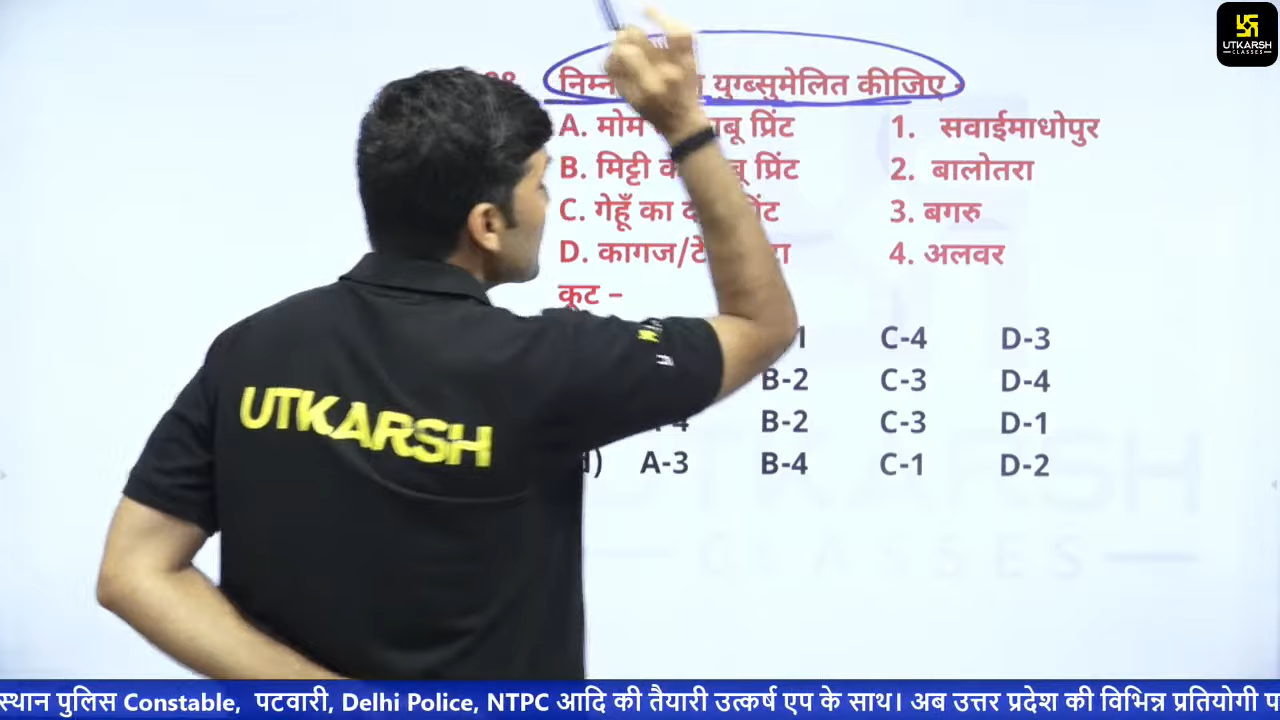 UTKARSH
CLASSES
युग्ब्सुमेलित कीजिए -
A. मोम प्रिंट 1. सवाईमाधोपुर
B. मिट्टी प्रिंट 2. बालोतरा
C. गेहूँ का 3. बगरु
D. कागज/ 4. अलवर
कूट –
C-4 D-3
B-2 C-3 D-4
B-2 C-3 D-1
A-3 B-4 C-1 D-2
UTKARSH
UTKARSH
CLASSES
स्थान पुलिस Constable, पटवारी, Delhi Police, NTPC आदि की तैयारी उत्कर्ष एप के साथ। अब उत्तर प्रदेश की विभिन्न प्रतियोगी